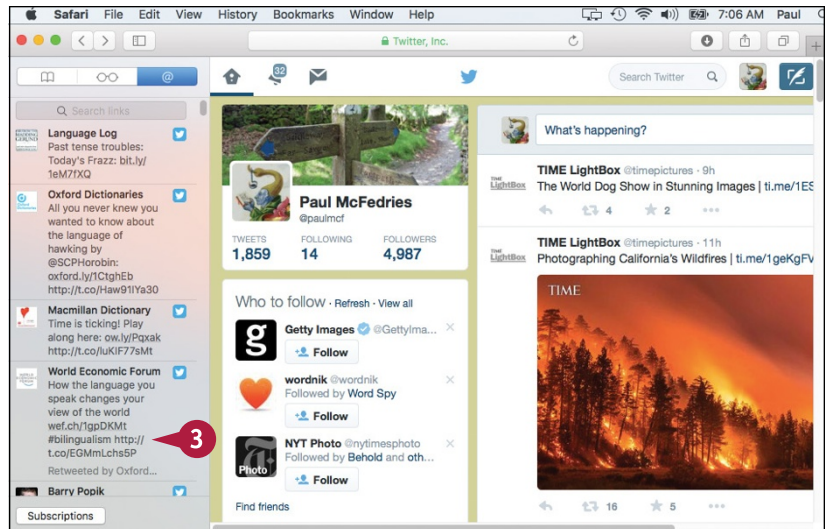 Safari File Edit View History Bookmarks Window Help 7:06 AM Paul
Twitter, Inc.
@
Search links
Language Log
Past tense troubles:
Today's Frazz: bit.ly/
1eM7fXQ
Oxford Dictionaries
All you never knew you
wanted to know about
the language of
hawking by
@SCPHorobin:
oxford.ly/1CtghEb
http://t.co/Haw91lYa30
Macmillan Dictionary
Time is ticking! Play
along here: ow.ly/Pqxak
http://t.co/luKIF77sMt
World Economic Forum
How the language you
speak changes your
view of the world
wef.ch/1gpDKMt
#bilingualism http://
t.co/EGMmLchs5P
Retweeted by Oxford...
Barry Popik
Subscriptions
3
32
Search Twitter
Paul McFedries
@paulmcf
TWEETS FOLLOWING FOLLOWERS
1,859 14 4,987
Who to follow · Refresh · View all
Getty Images @GettyIma...
Follow
wordnik @wordnik
Followed by Word Spy
Follow
Photo
NYT Photo @nytimesphoto
Followed by Behold and oth...
Follow
Find friends
What's happening?
TIME
LightBox
TIME LightBox @timepictures · 9h
The World Dog Show in Stunning Images | ti.me/1ES
4 2
TIME
LightBox
TIME LightBox @timepictures · 11h
Photographing California's Wildfires | ti.me/1geKgFV
TIME
16 5